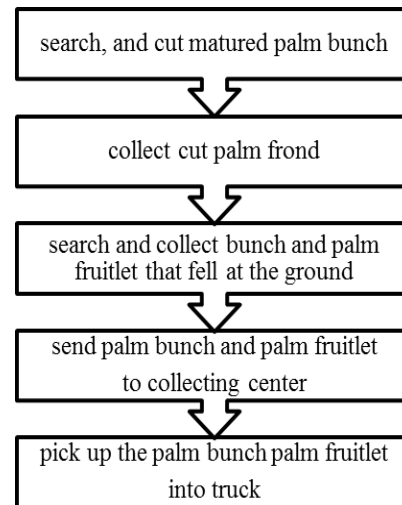 search, and cut matured palm bunch
collect cut palm frond
search and collect bunch and palm
fruitlet that fell at the ground
send palm bunch and palm fruitlet
to collecting center
pick up the palm bunch palm fruitlet
into truck